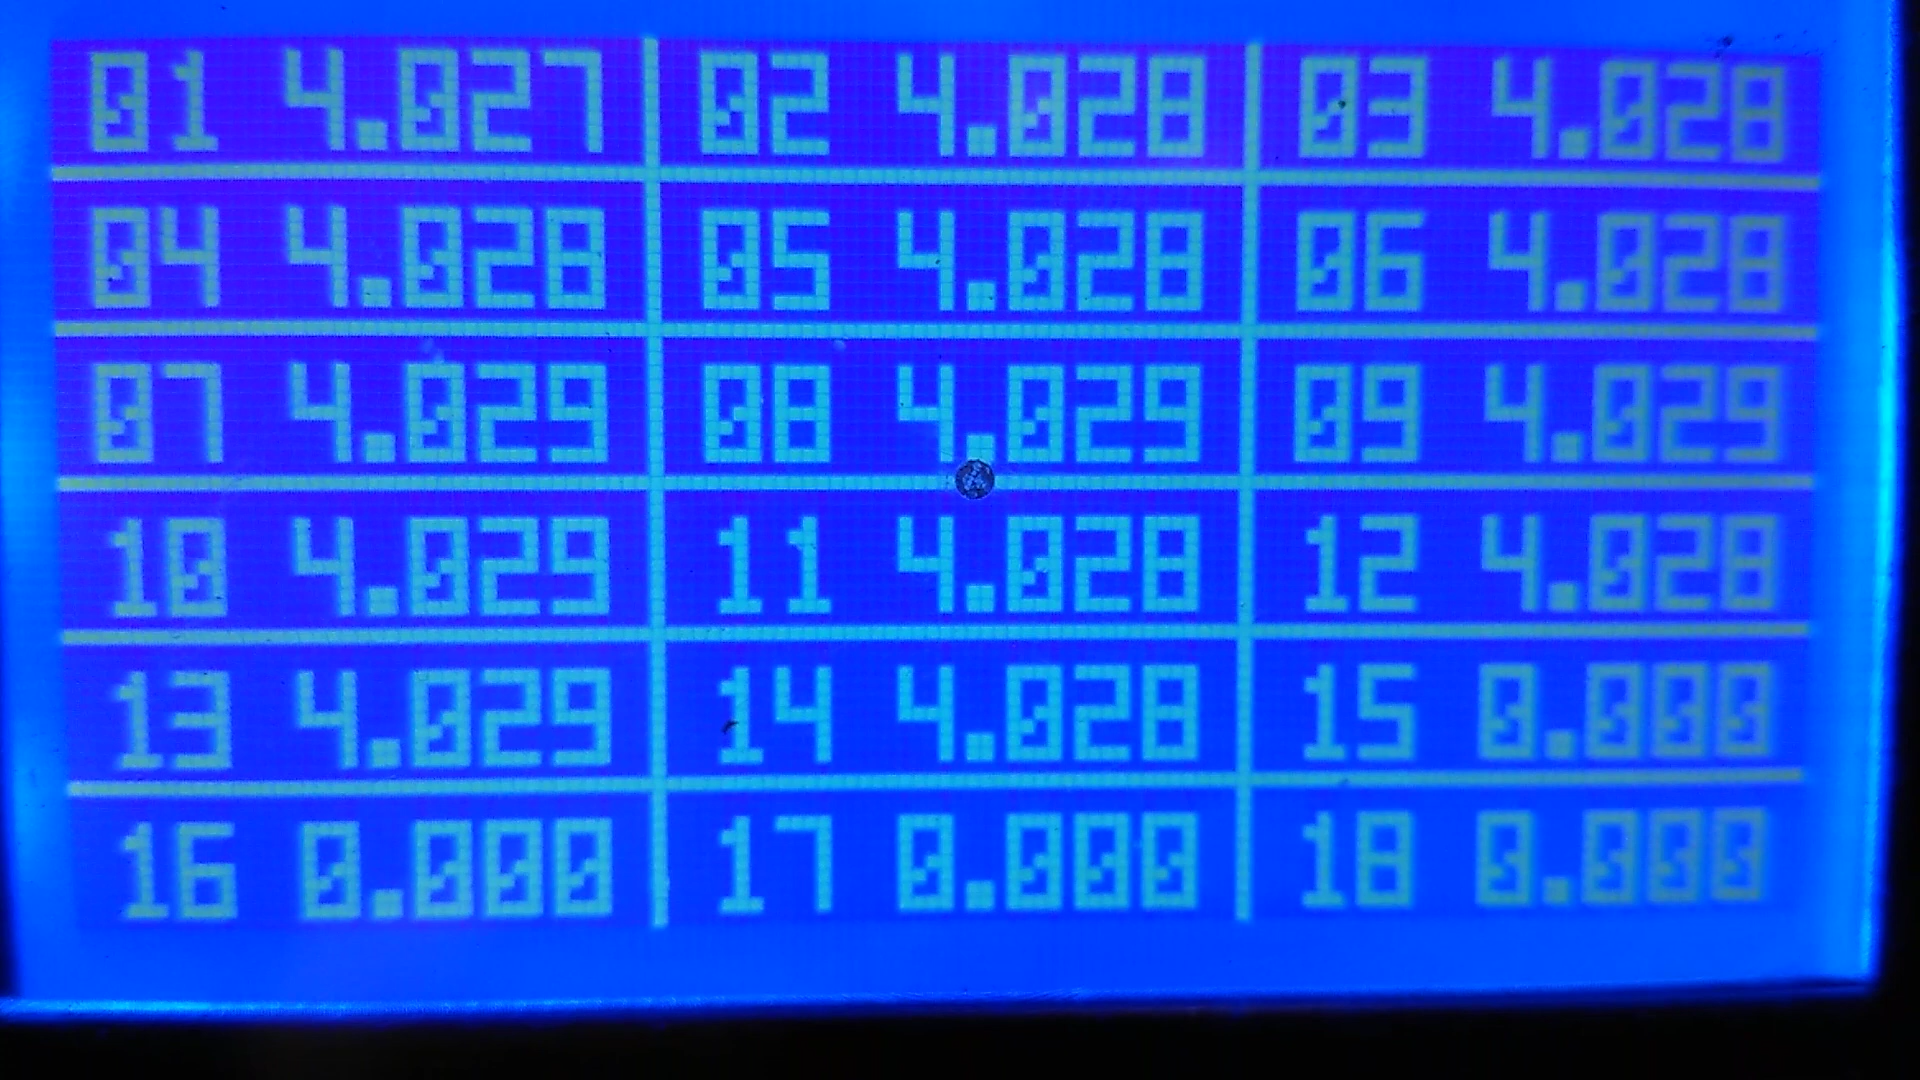 01 4.027 02 4.028 03 4.028
04 4.028 05 4.028 06 4.028
07 4.029 08 4.029 09 4.029
10 4.029 11 4.028 12 4.028
13 4.029 14 4.028 15 0.000
16 0.000 17 0.000 18 0.000